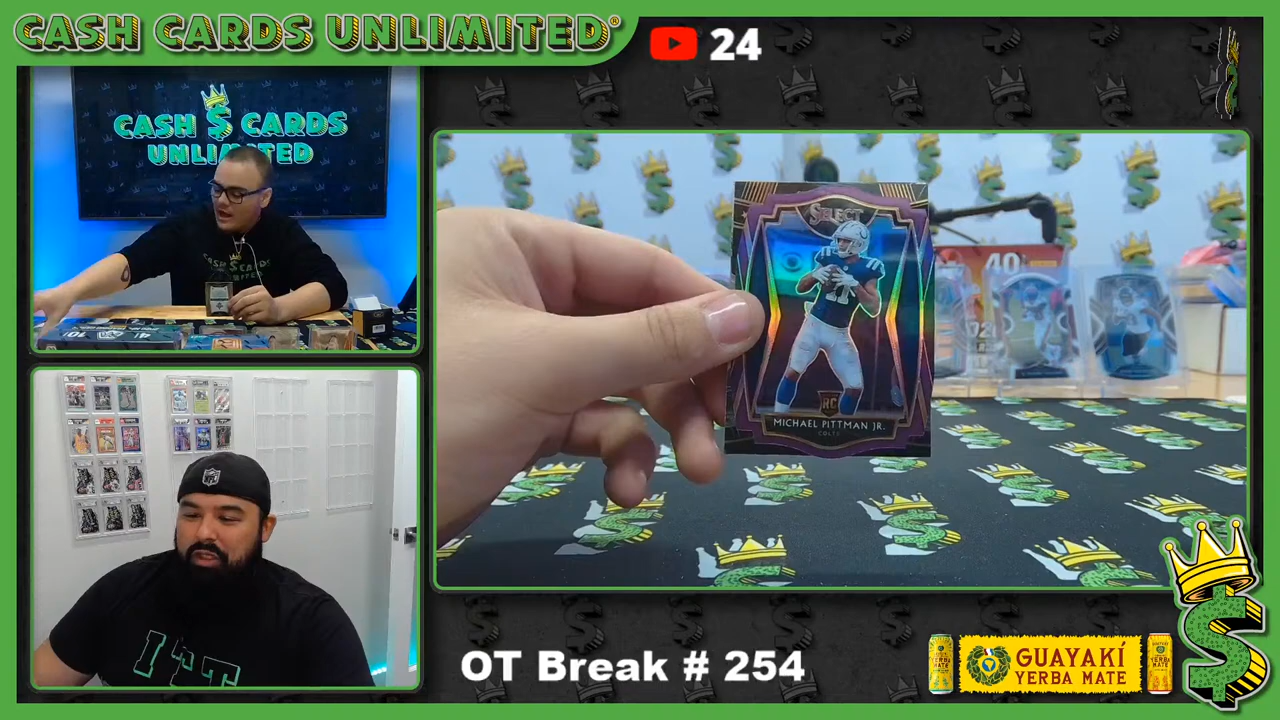 CASH CARDS UNLIMITED®
24
CASH $ CARDS
UNLIMITED
SELECT
RC
MICHAEL PITTMAN JR.
COLTS
40
OT Break # 254
GUAYAKÍ
YERBA MATE